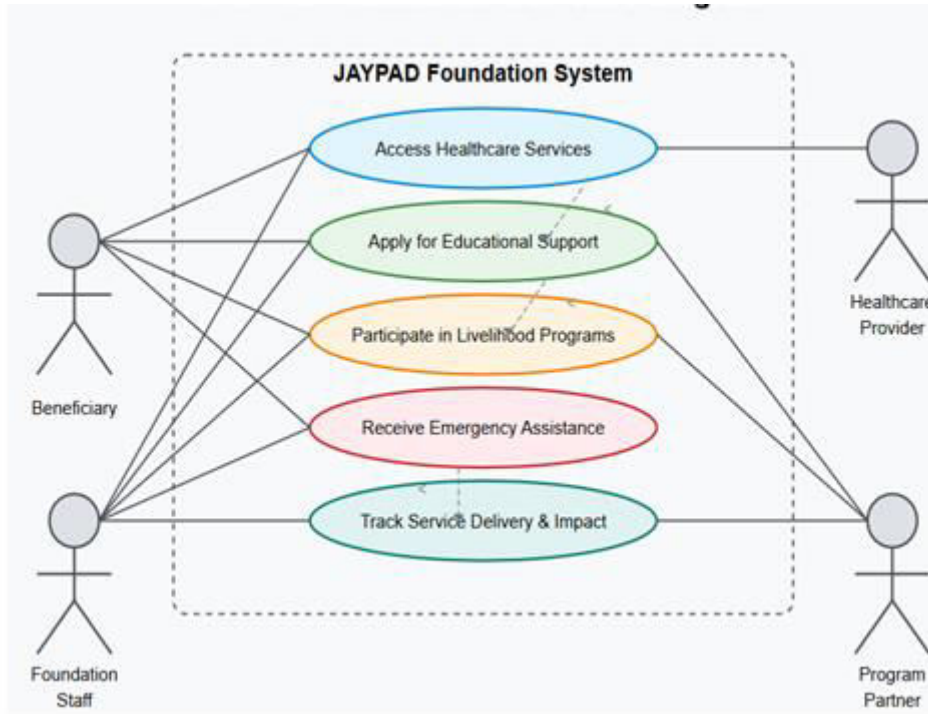 JAYPAD Foundation System
Access Healthcare Services
Apply for Educational Support
Participate in Livelihood Programs
Receive Emergency Assistance
Track Service Delivery & Impact
Beneficiary
Foundation
Staff
Healthcare
Provider
Program
Partner